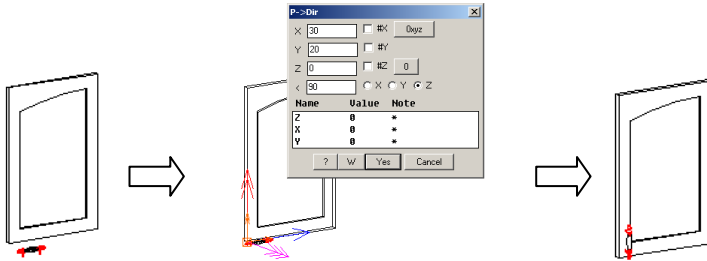 P->Dir
X 30 #X 0xyz
Y 20 #Y
Z 0 #Z 0
< 90 X Y Z
Name Value Note
Z 0 *
X 0 *
Y 0 *
? W Yes Cancel